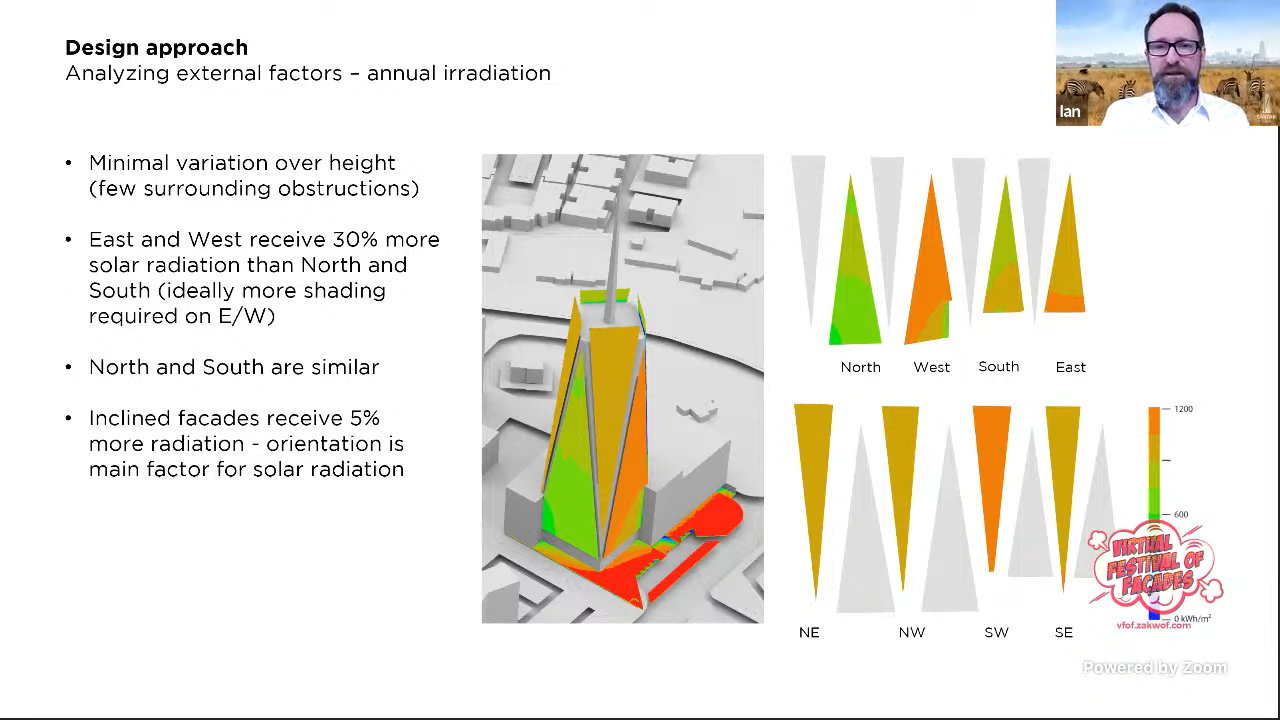 Design approach
Analyzing external factors – annual irradiation
Ian
• Minimal variation over height
(few surrounding obstructions)
• East and West receive 30% more
solar radiation than North and
South (ideally more shading
required on E/W)
• North and South are similar
• Inclined facades receive 5%
more radiation - orientation is
main factor for solar radiation
North West South East
1200
600
0 kWh/m²
VIRTUAL
FESTIVAL OF
FAÇADES
vfof.zakwof.com
NE NW SW SE
Powered by Zoom